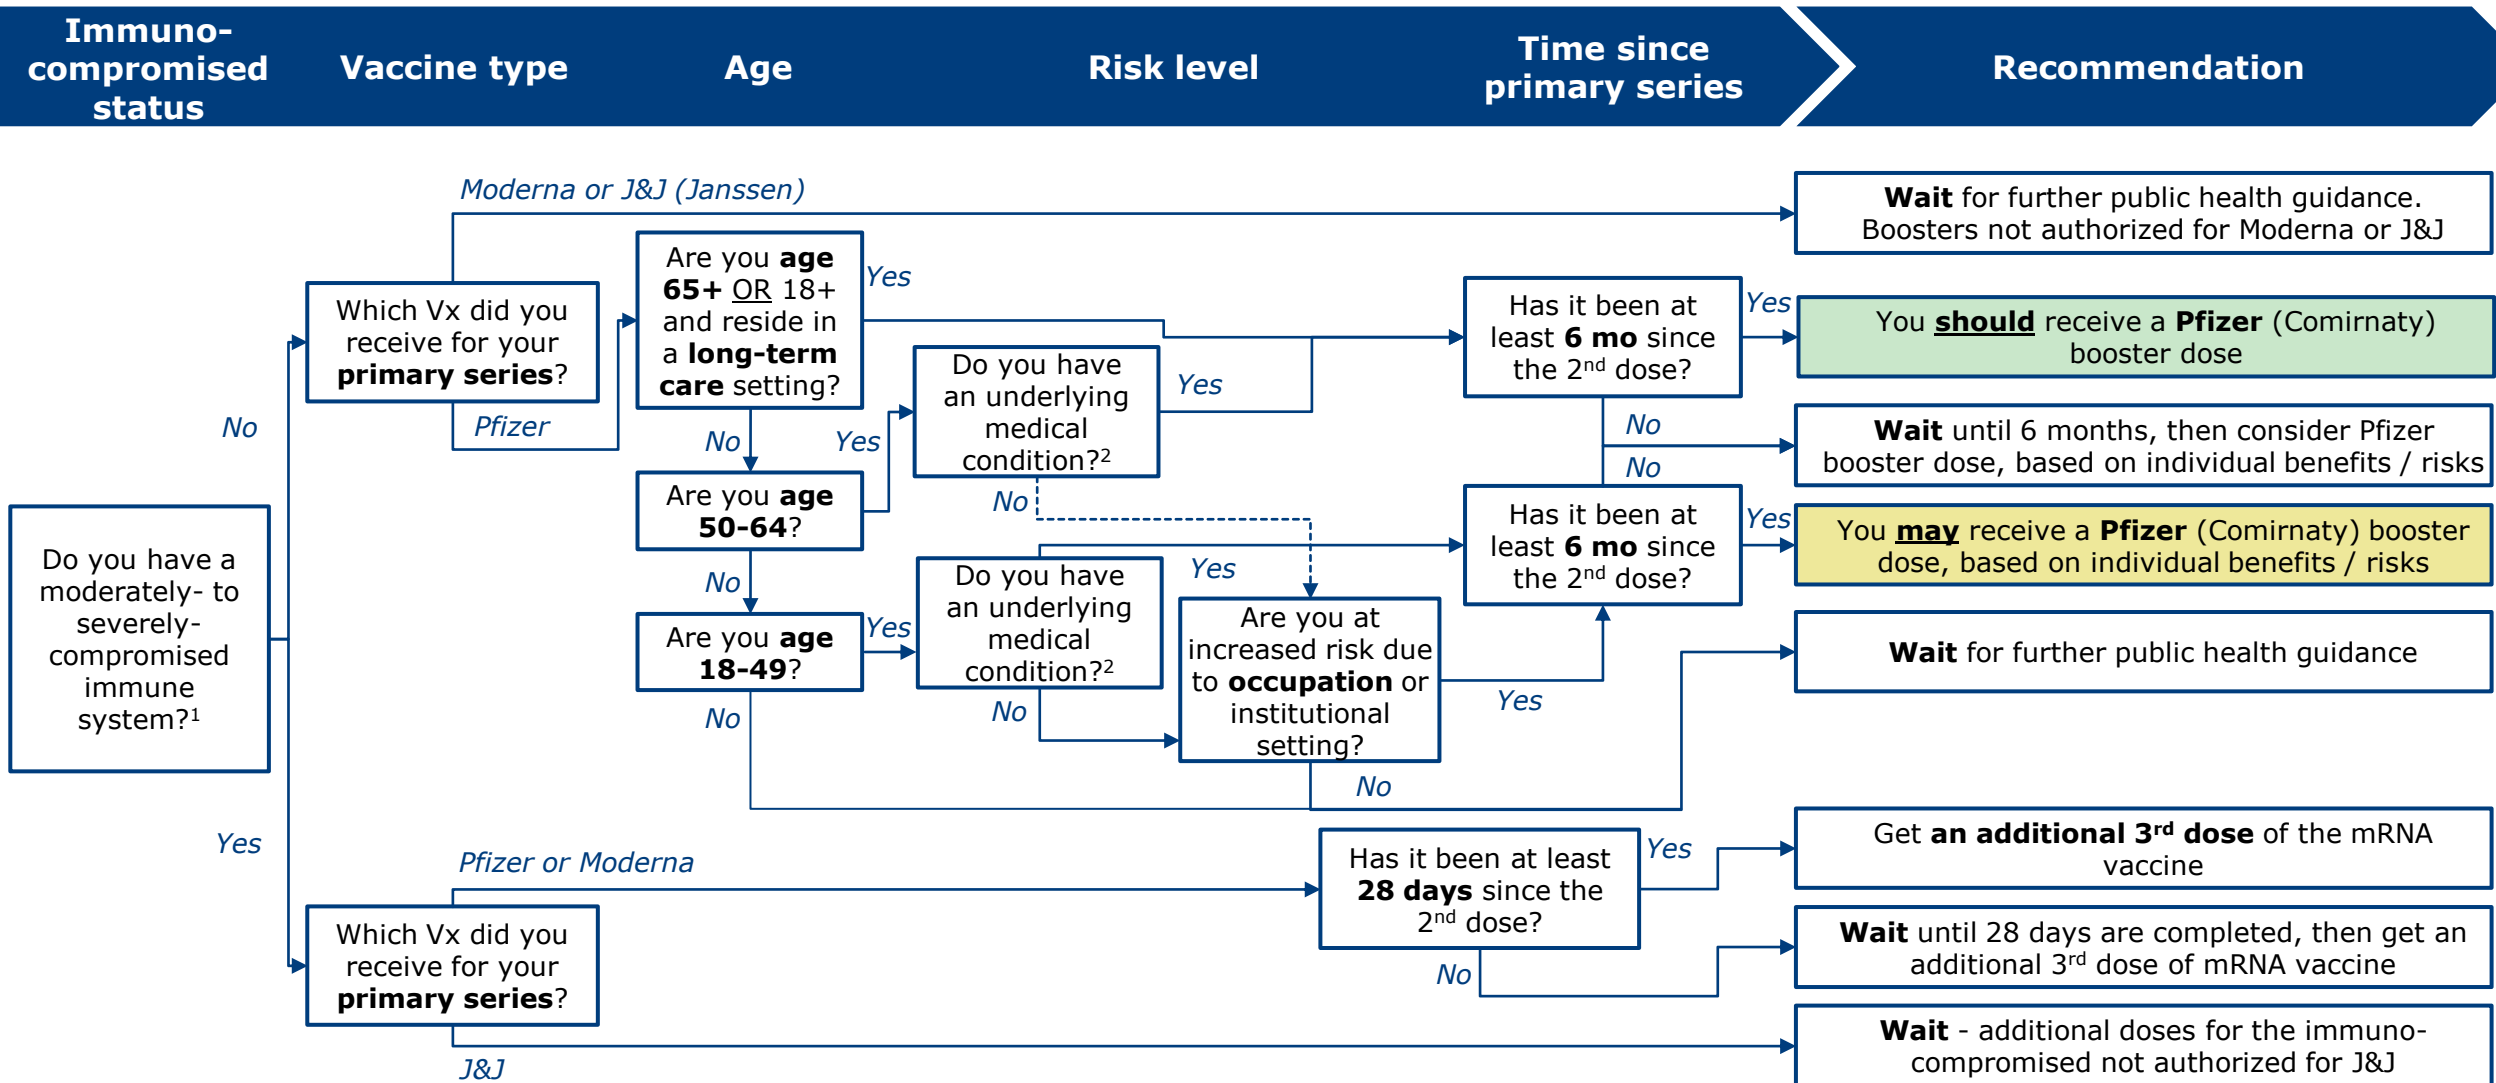 Immuno-
compromised
status
Vaccine type
Age
Risk level
Time since
primary series
Recommendation
Moderna or J&J (Janssen)
Wait for further public health guidance.
Boosters not authorized for Moderna or J&J
Which Vx did you
receive for your
primary series?
Are you age
65+ OR 18+
and reside in
a long-term
care setting?
Yes
Has it been at
least 6 mo since
the 2nd dose?
Yes
You should receive a Pfizer (Comirnaty)
booster dose
No
Pfizer
No
Yes
Do you have
an underlying
medical
condition?2
Yes
No
No
Wait until 6 months, then consider Pfizer
booster dose, based on individual benefits / risks
Are you age
50-64?
No
Has it been at
least 6 mo since
the 2nd dose?
Yes
You may receive a Pfizer (Comirnaty) booster
dose, based on individual benefits / risks
Do you have a
moderately- to
severely-
compromised
immune
system?1
No
Are you age
18-49?
Yes
No
Do you have
an underlying
medical
condition?2
Yes
No
Are you at
increased risk due
to occupation or
institutional
setting?
Yes
No
Wait for further public health guidance
Yes
Pfizer or Moderna
Has it been at least
28 days since the
2nd dose?
Yes
Get an additional 3rd dose of the mRNA
vaccine
Which Vx did you
receive for your
primary series?
No
Wait until 28 days are completed, then get an
additional 3rd dose of mRNA vaccine
J&J
Wait - additional doses for the immuno-
compromised not authorized for J&J